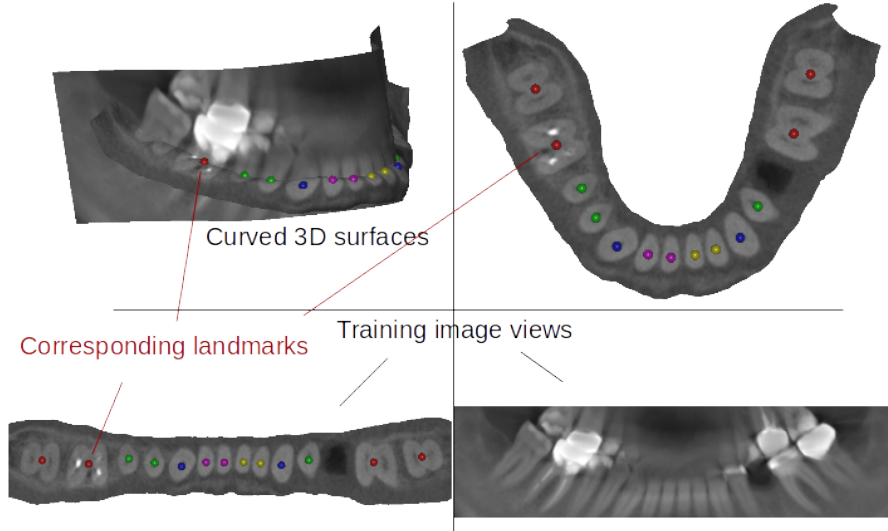 Curved 3D surfaces
Training image views
Corresponding landmarks